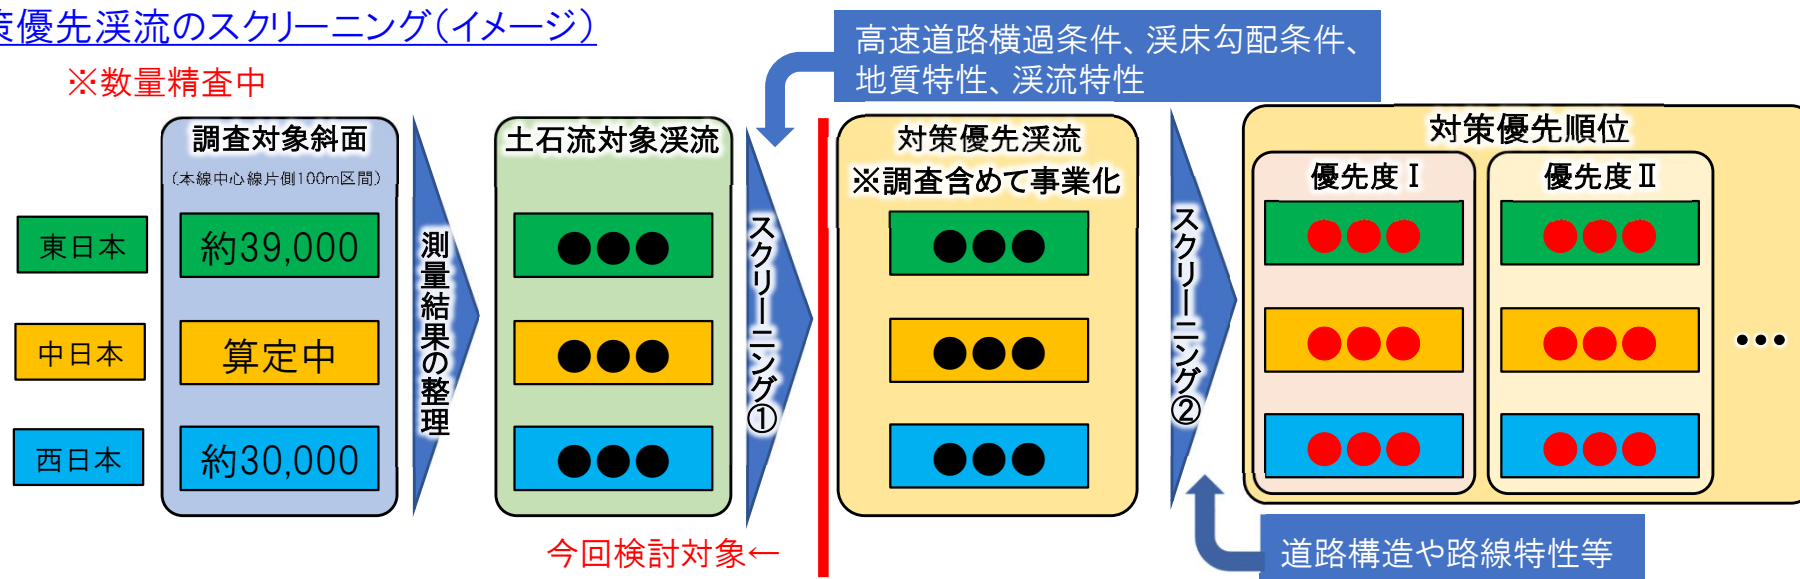 策優先渓流のスクリーニング(イメージ)
※数量精査中
高速道路横過条件、渓床勾配条件、
地質特性、渓流特性
調査対象斜面
(本線中心線片側100m区間)
土石流対象渓流
対策優先渓流
※調査含めて事業化
対策優先順位
優先度Ⅰ
優先度Ⅱ
東日本
約39,000
●●●
●●●
●●●
●●●
測量結果の整理
スクリーニング①
スクリーニング②
中日本
算定中
●●●
●●●
●●●
●●●
•••
西日本
約30,000
●●●
●●●
●●●
●●●
今回検討対象←
道路構造や路線特性等